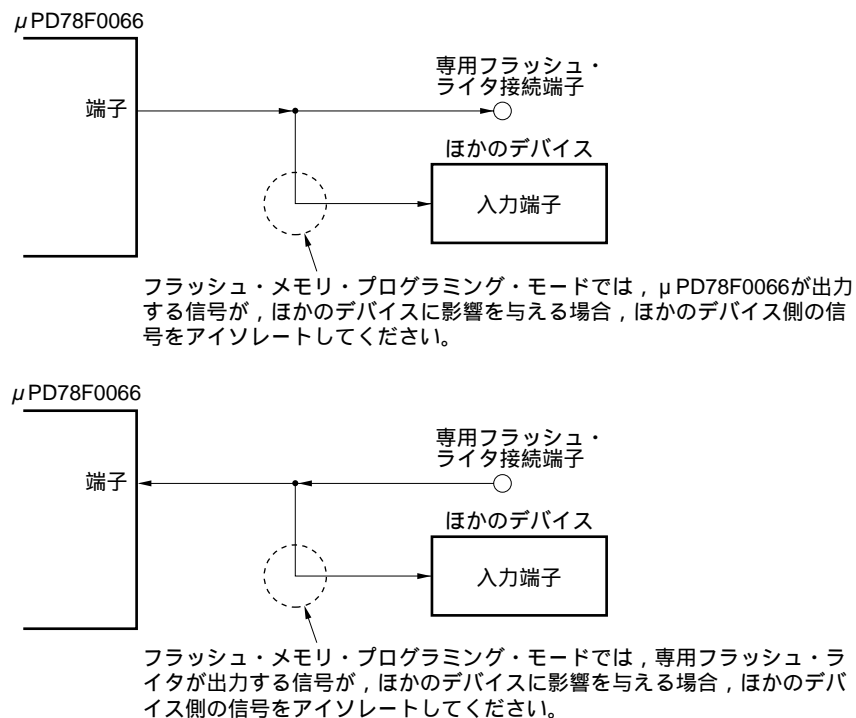 μPD78F0066
専用フラッシュ・
ライタ接続端子
端子
ほかのデバイス
入力端子
フラッシュ・メモリ・プログラミング・モードでは，μPD78F0066が出力
する信号が，ほかのデバイスに影響を与える場合，ほかのデバイス側の信
号をアイソレートしてください。
μPD78F0066
専用フラッシュ・
ライタ接続端子
端子
ほかのデバイス
入力端子
フラッシュ・メモリ・プログラミング・モードでは，専用フラッシュ・ラ
イタが出力する信号が，ほかのデバイスに影響を与える場合，ほかのデバ
イス側の信号をアイソレートしてください。